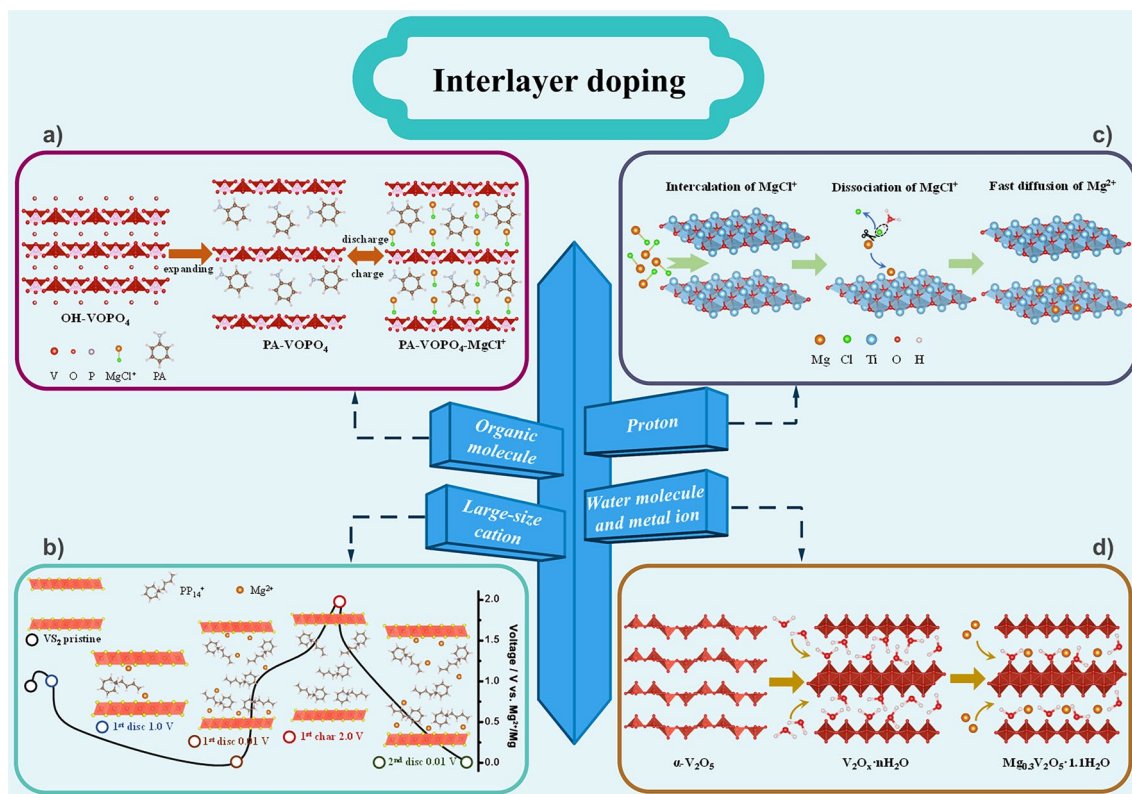 Interlayer doping
a)
OH-VOPO₄
expanding
PA-VOPO₄
discharge
charge
PA-VOPO₄-MgCl⁺
V O P MgCl⁺ PA
c)
Intercalation of MgCl⁺
Dissociation of MgCl⁺
Fast diffusion of Mg²⁺
Mg Cl Ti O H
Organic
molecule
Proton
Large-size
cation
Water molecule
and metal ion
b)
PP₁₄⁺
Mg²⁺
VS₂ pristine
1ˢᵗ disc 1.0 V
1ˢᵗ disc 0.01 V
1ˢᵗ char 2.0 V
2ⁿᵈ disc 0.01 V
2.0
1.5
1.0
0.5
0.0
Voltage / V vs. Mg²⁺/Mg
d)
α-V₂O₅
V₂Oₓ·nH₂O
Mg₀.₃V₂O₅·1.1H₂O